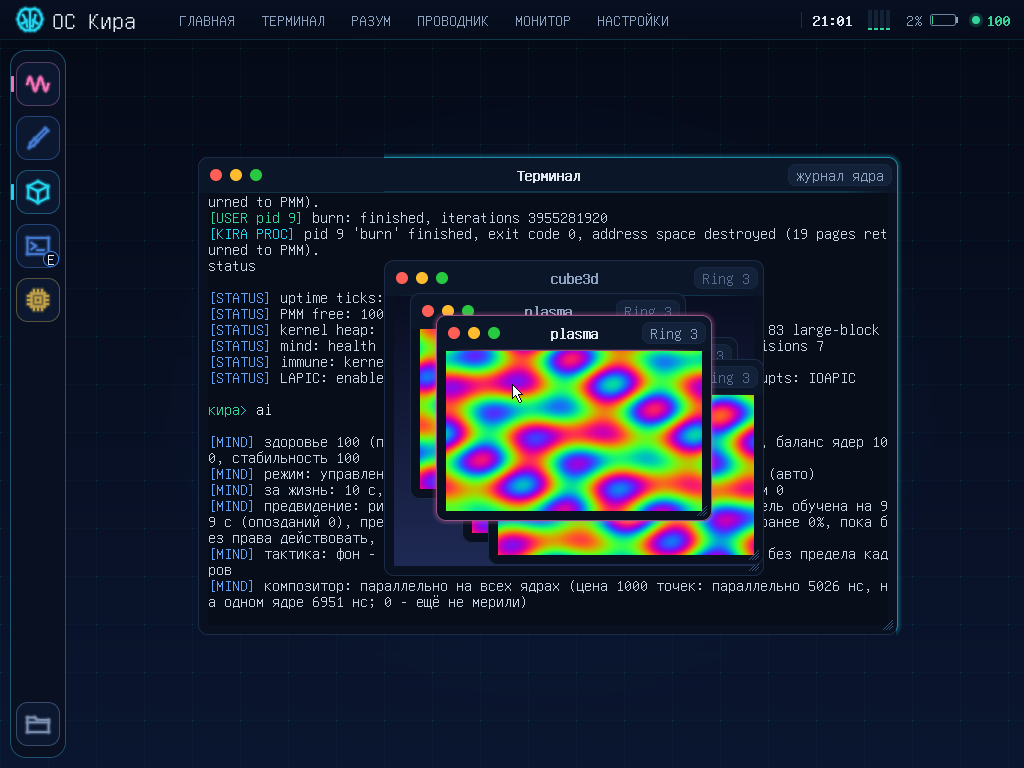 ОС Кира ГЛАВНАЯ ТЕРМИНАЛ РАЗУМ ПРОВОДНИК МОНИТОР НАСТРОЙКИ 21:01 2% 100
Терминал журнал ядра
urned to PMM).
[USER pid 9] burn: finished, iterations 3955281920
[KIRA PROC] pid 9 'burn' finished, exit code 0, address space destroyed (19 pages ret
urned to PMM).
status
E
cube3d Ring 3
[STATUS] uptime ticks:
plasma Ring 3
[STATUS] PMM free: 100
[STATUS] kernel heap: 83 large-block
plasma Ring 3
[STATUS] mind: health
[STATUS] immune: kerne
[STATUS] LAPIC: enable IOAPIC
Ring 3
кира> ai
[MIND] здоровье 100 баланс ядер 10
0, стабильность 100
[MIND] режим: (авто)
[MIND] за жизнь: 10 с, 0
[MIND] предвидение: обучена на 9
9 с (опозданий 0), ранее 0%, пока б
ез права действовать,
[MIND] тактика: фон - без предела кад
ров
[MIND] композитор: параллельно на всех ядрах (цена 1000 точек: параллельно 5026 нс, н
а одном ядре 6951 нс; 0 - ещё не мерили)